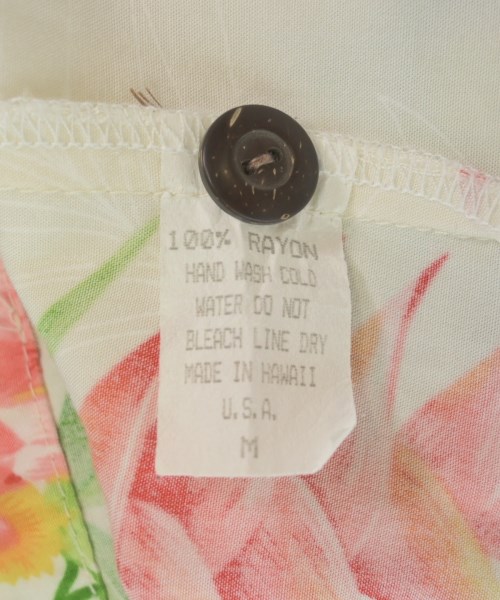 100% RAYON
HAND WASH COLD
WATER DO NOT
BLEACH LINE DRY
MADE IN HAWAII
U.S.A.
M